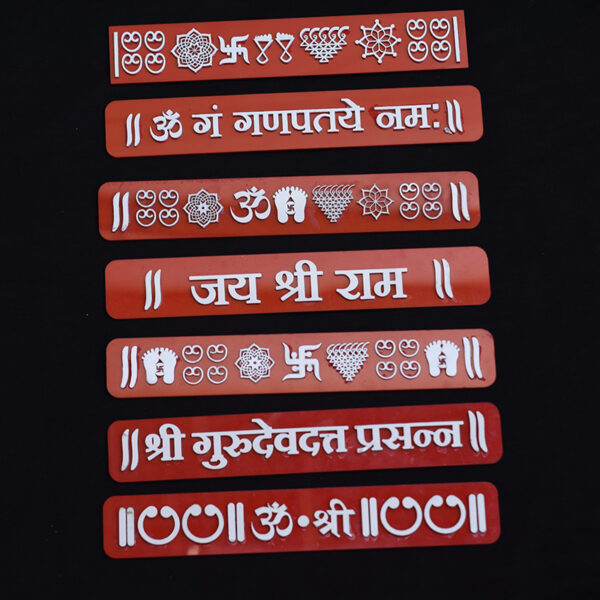 ॥ ॐ गं गणपतये नमः ॥
॥ ॐ ॥
॥ जय श्री राम ॥
॥ ॥
॥ श्री गुरुदेवदत्त प्रसन्न ॥
॥ ॐ • श्री ॥